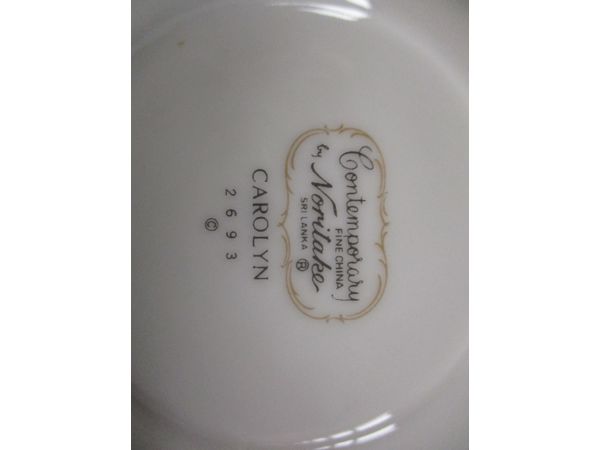 Contemporary
FINE CHINA
by Noritake ®
SRI LANKA
CAROLYN
2693
©